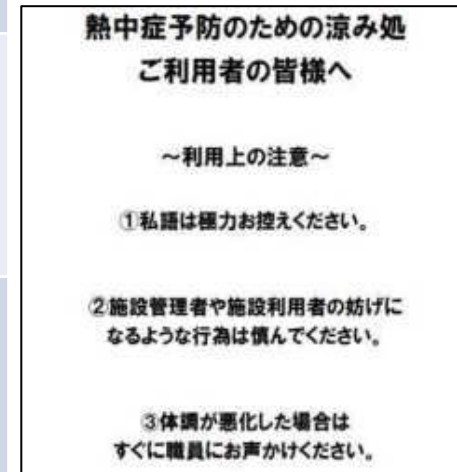 熱中症予防のための涼み処
ご利用者の皆様へ
～利用上の注意～
①私語は極力お控えください。
②施設管理者や施設利用者の妨げに
なるような行為は慎んでください。
③体調が悪化した場合は
すぐに職員にお声かけください。